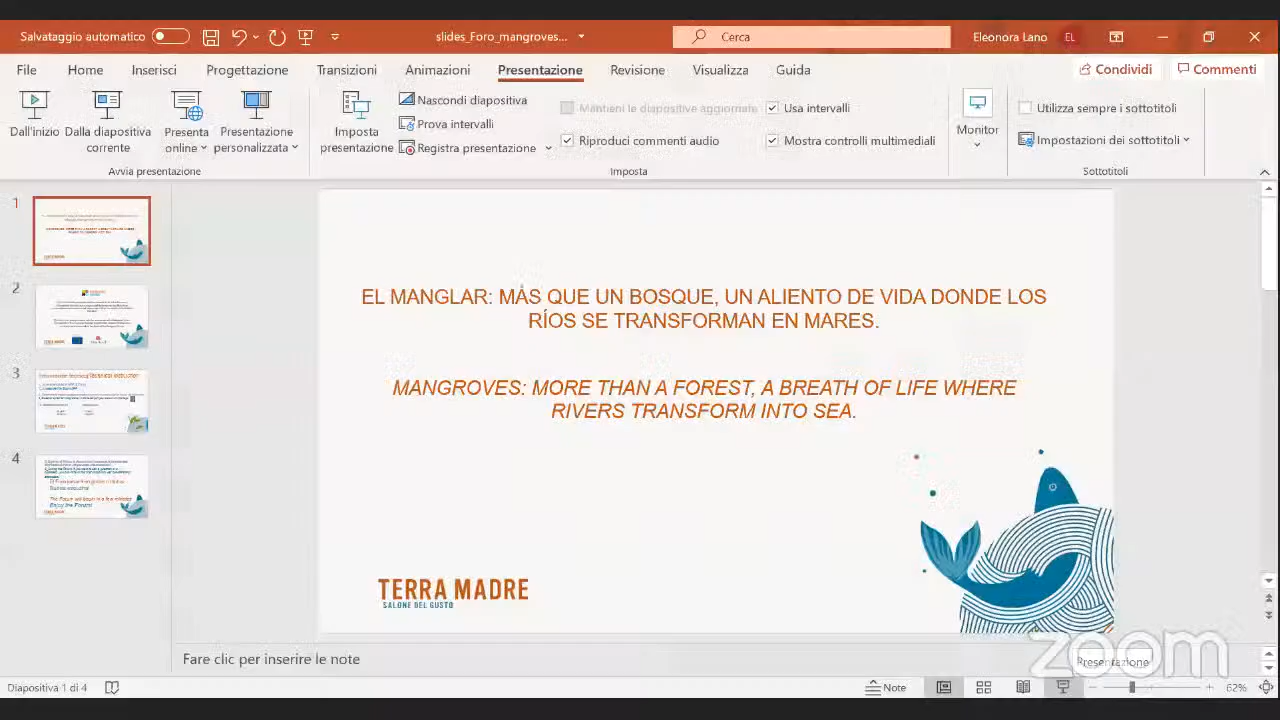 Salvataggio automatico
slides_Foro_mangroves...
Cerca
Eleonora Lano EL
File Home Inserisci Progettazione Transizioni Animazioni Presentazione Revisione Visualizza Guida Condividi Commenti
Dall'inizio
Dalla diapositiva corrente
Presenta online
Presentazione personalizzata
Avvia presentazione
Imposta presentazione
Nascondi diapositiva
Prova intervalli
Registra presentazione
Mantieni le diapositive aggiornate
Riproduci commenti audio
Usa intervalli
Mostra controlli multimediali
Imposta
Monitor
Utilizza sempre i sottotitoli
Impostazioni dei sottotitoli
Sottotitoli
1
2
3
4
EL MANGLAR: MÁS QUE UN BOSQUE, UN ALIENTO DE VIDA DONDE LOS
RÍOS SE TRANSFORMAN EN MARES.
MANGROVES: MORE THAN A FOREST, A BREATH OF LIFE WHERE
RIVERS TRANSFORM INTO SEA.
TERRA MADRE
SALONE DEL GUSTO
Fare clic per inserire le note
zoom
Presentazione
Diapositiva 1 di 4
Note
62%